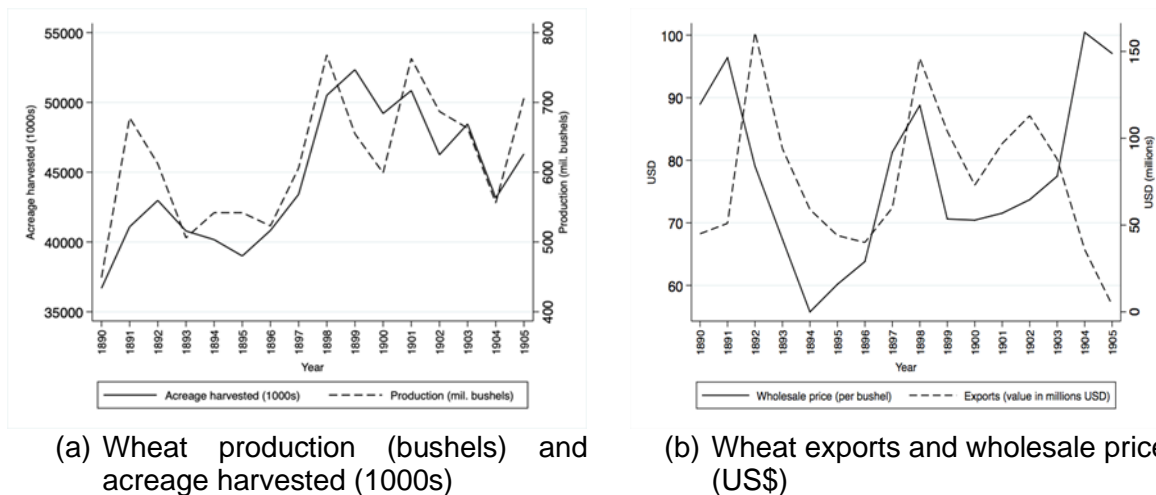 55000
50000
45000
40000
35000
Acreage harvested (1000s)
800
700
600
500
400
Production (mil. bushels)
1890 1891 1892 1893 1894 1895 1896 1897 1898 1899 1900 1901 1902 1903 1904 1905
Year
Acreage harvested (1000s) Production (mil. bushels)
(a) Wheat production (bushels) and
acreage harvested (1000s)
100
90
80
70
60
USD
150
100
50
0
USD (millions)
1890 1891 1892 1893 1894 1895 1896 1897 1898 1899 1900 1901 1902 1903 1904 1905
Year
Wholesale price (per bushel) Exports (value in millions USD)
(b) Wheat exports and wholesale price
(US$)